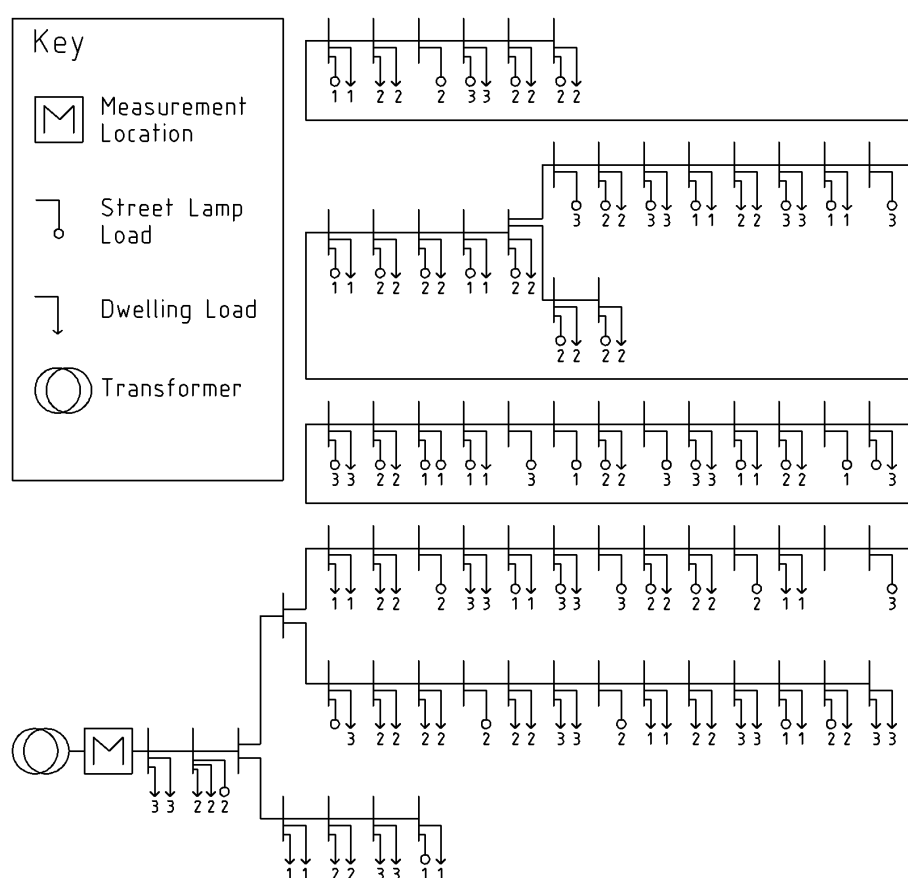 Key
M
Measurement
Location
Street Lamp
Load
Dwelling Load
Transformer
1 1 2 2 2 3 3 2 2 2 2
3 2 2 3 3 1 1 2 2 3 3 1 1 3
1 1 2 2 2 2 1 1 2 2
2 2 2 2
3 3 2 2 1 1 1 1 3 1 2 2 3 3 3 1 1 2 2 1 3
1 1 2 2 2 3 3 1 1 3 3 3 2 2 2 2 2 1 1 3
3 2 2 2 2 2 2 2 3 3 2 1 1 2 2 3 3 1 1 2 2 3 3
M
3 3 2 2 2
1 1 2 2 3 3 1 1